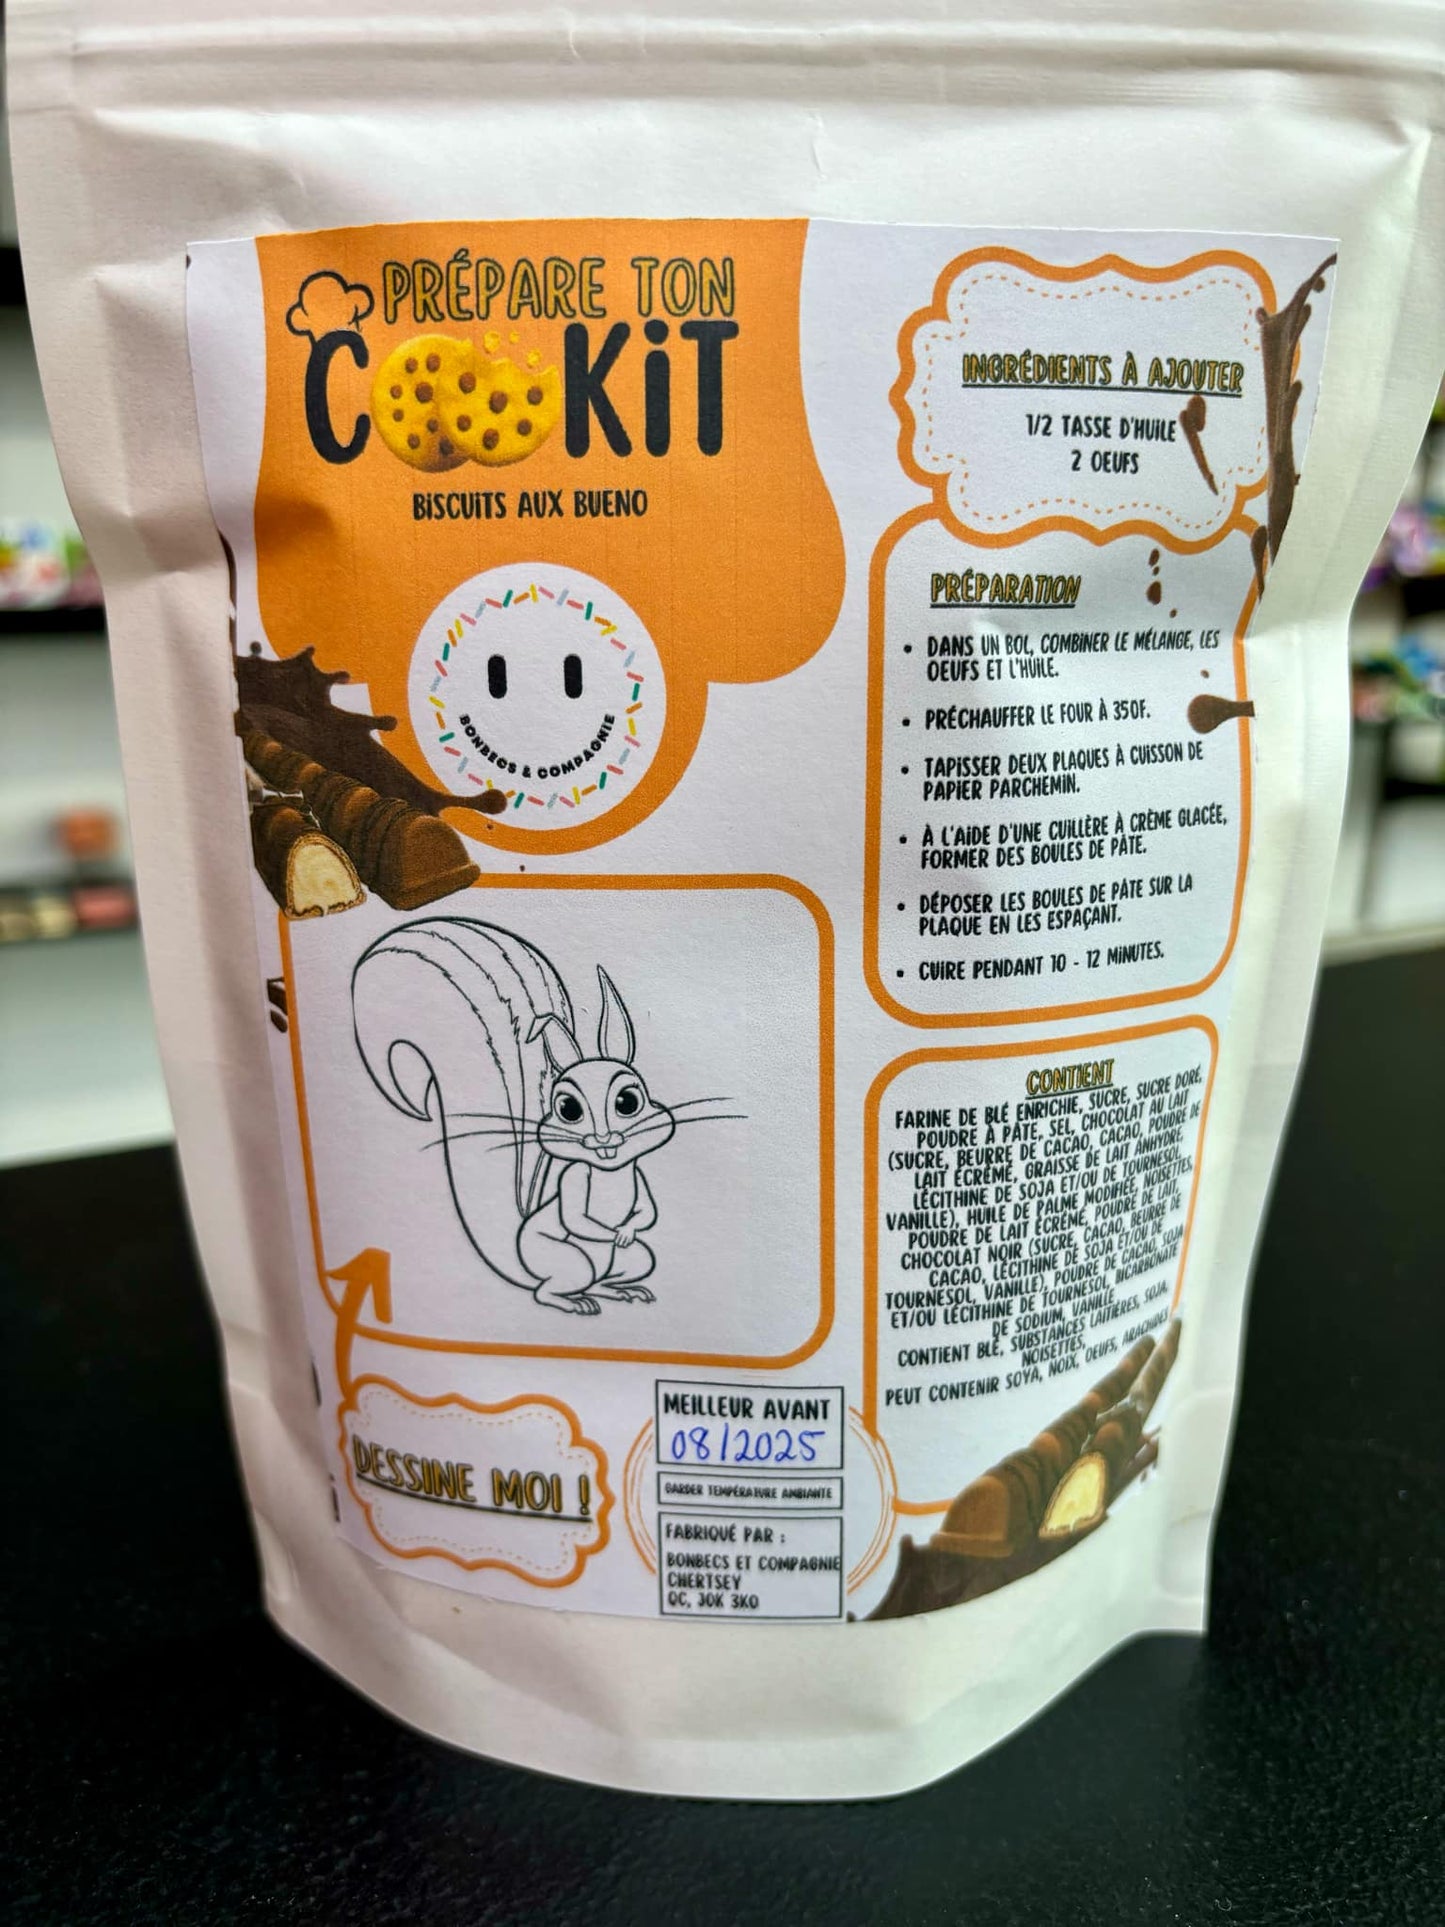 PRÉPARE TON
COOKiT
BiSCUiTS AUX BUENO
BONBECS & COMPAGNIE
DESSINE MOI !
MEILLEUR AVANT
08/2025
GARDER TEMPÉRATURE AMBIANTE
FABRIQUÉ PAR :
BONBECS ET COMPAGNIE
CHERTSEY
QC, J0K 3K0
INGRÉDIENTS À AJOUTER
1/2 TASSE D'HUILE
2 OEUFS
PRÉPARATION
• DANS UN BOL, COMBINER LE MÉLANGE, LES
OEUFS ET L'HUILE.
• PRÉCHAUFFER LE FOUR À 350F.
• TAPISSER DEUX PLAQUES À CUISSON DE
PAPIER PARCHEMIN.
• À L'AIDE D'UNE CUILLÈRE À CRÈME GLACÉE,
FORMER DES BOULES DE PÂTE.
• DÉPOSER LES BOULES DE PÂTE SUR LA
PLAQUE EN LES ESPAÇANT.
• CUIRE PENDANT 10 - 12 MINUTES.
CONTIENT
FARINE DE BLÉ ENRICHIE, SUCRE, SUCRE DORÉ,
POUDRE À PÂTE, SEL, CHOCOLAT AU LAIT
(SUCRE, BEURRE DE CACAO, CACAO, POUDRE DE
LAIT ÉCRÉMÉ, GRAISSE DE LAIT ANHYDRE,
LÉCITHINE DE SOJA ET/OU DE TOURNESOL,
VANILLE), HUILE DE PALME MODIFIÉE, NOISETTES,
POUDRE DE LAIT ÉCRÉMÉ, POUDRE DE LAIT,
CHOCOLAT NOIR (SUCRE, CACAO, BEURRE DE
CACAO, LÉCITHINE DE SOJA ET/OU DE
TOURNESOL, VANILLE), POUDRE DE CACAO, SOJA
ET/OU LÉCITHINE DE TOURNESOL, BICARBONATE
DE SODIUM, VANILLE
CONTIENT BLÉ, SUBSTANCES LAITIÈRES, SOJA,
NOISETTES,
PEUT CONTENIR SOYA, NOIX, OEUFS, ARACHIDES